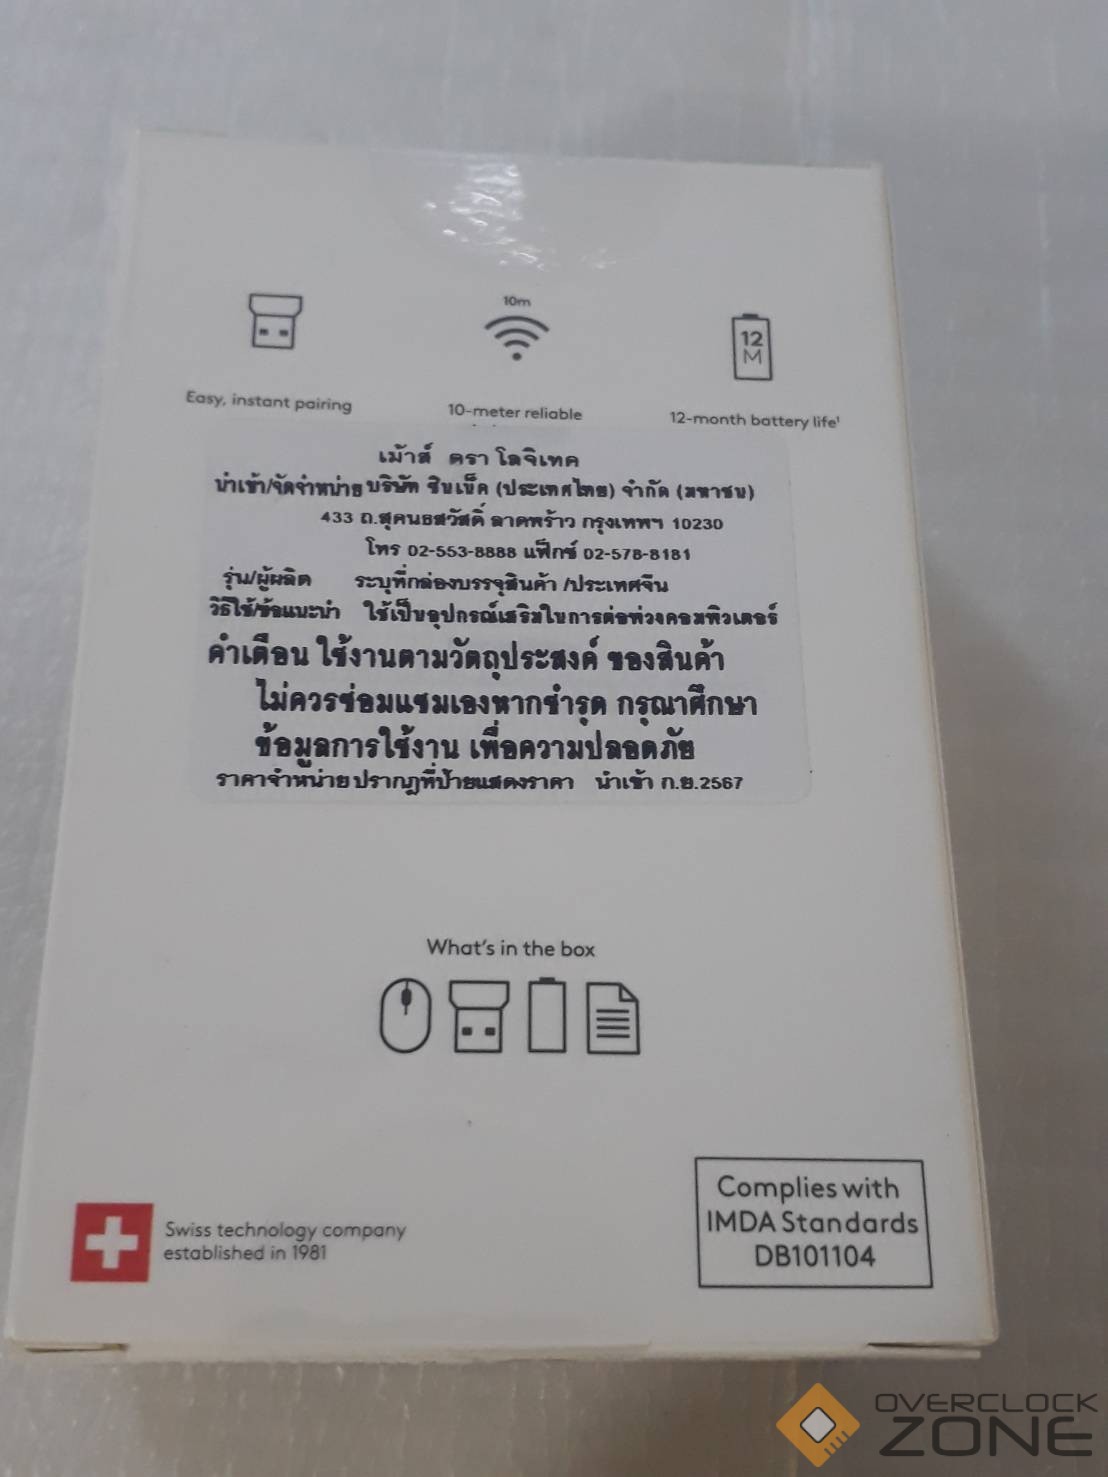 10m
12
M
Easy, instant pairing
10-meter reliable
12-month battery life¹
เม้าส์ ตรา โลจิเทค
นำเข้า/จัดจำหน่าย บริษัท ซินเน็ค (ประเทศไทย) จำกัด (มหาชน)
433 ถ.สุคนธสวัสดิ์ ลาดพร้าว กรุงเทพฯ 10230
โทร 02-553-8888 แฟ็กซ์ 02-578-8181
รุ่น/ผู้ผลิต ระบุที่กล่องบรรจุสินค้า /ประเทศจีน
วิธีใช้/ข้อแนะนำ ใช้เป็นอุปกรณ์เสริมในการต่อพ่วงคอมพิวเตอร์
คำเตือน ใช้งานตามวัตถุประสงค์ ของสินค้า
ไม่ควรซ่อมแซมเองหากชำรุด กรุณาศึกษา
ข้อมูลการใช้งาน เพื่อความปลอดภัย
ราคาจำหน่าย ปรากฏที่ป้ายแสดงราคา นำเข้า ก.ย.2567
What's in the box
Swiss technology company
established in 1981
Complies with
IMDA Standards
DB101104
OVERCLOCK
ZONE